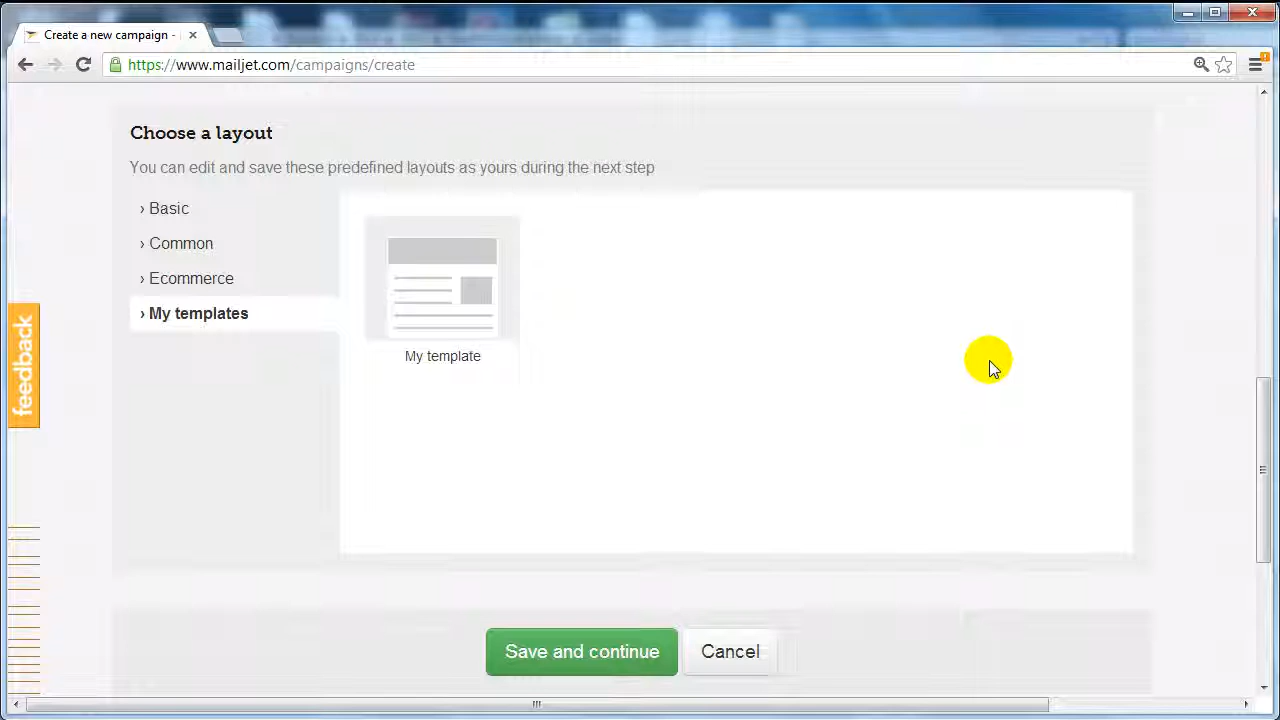 Create a new campaign -
https://www.mailjet.com/campaigns/create
Choose a layout
You can edit and save these predefined layouts as yours during the next step
› Basic
› Common
› Ecommerce
› My templates
My template
feedback
Save and continue
Cancel